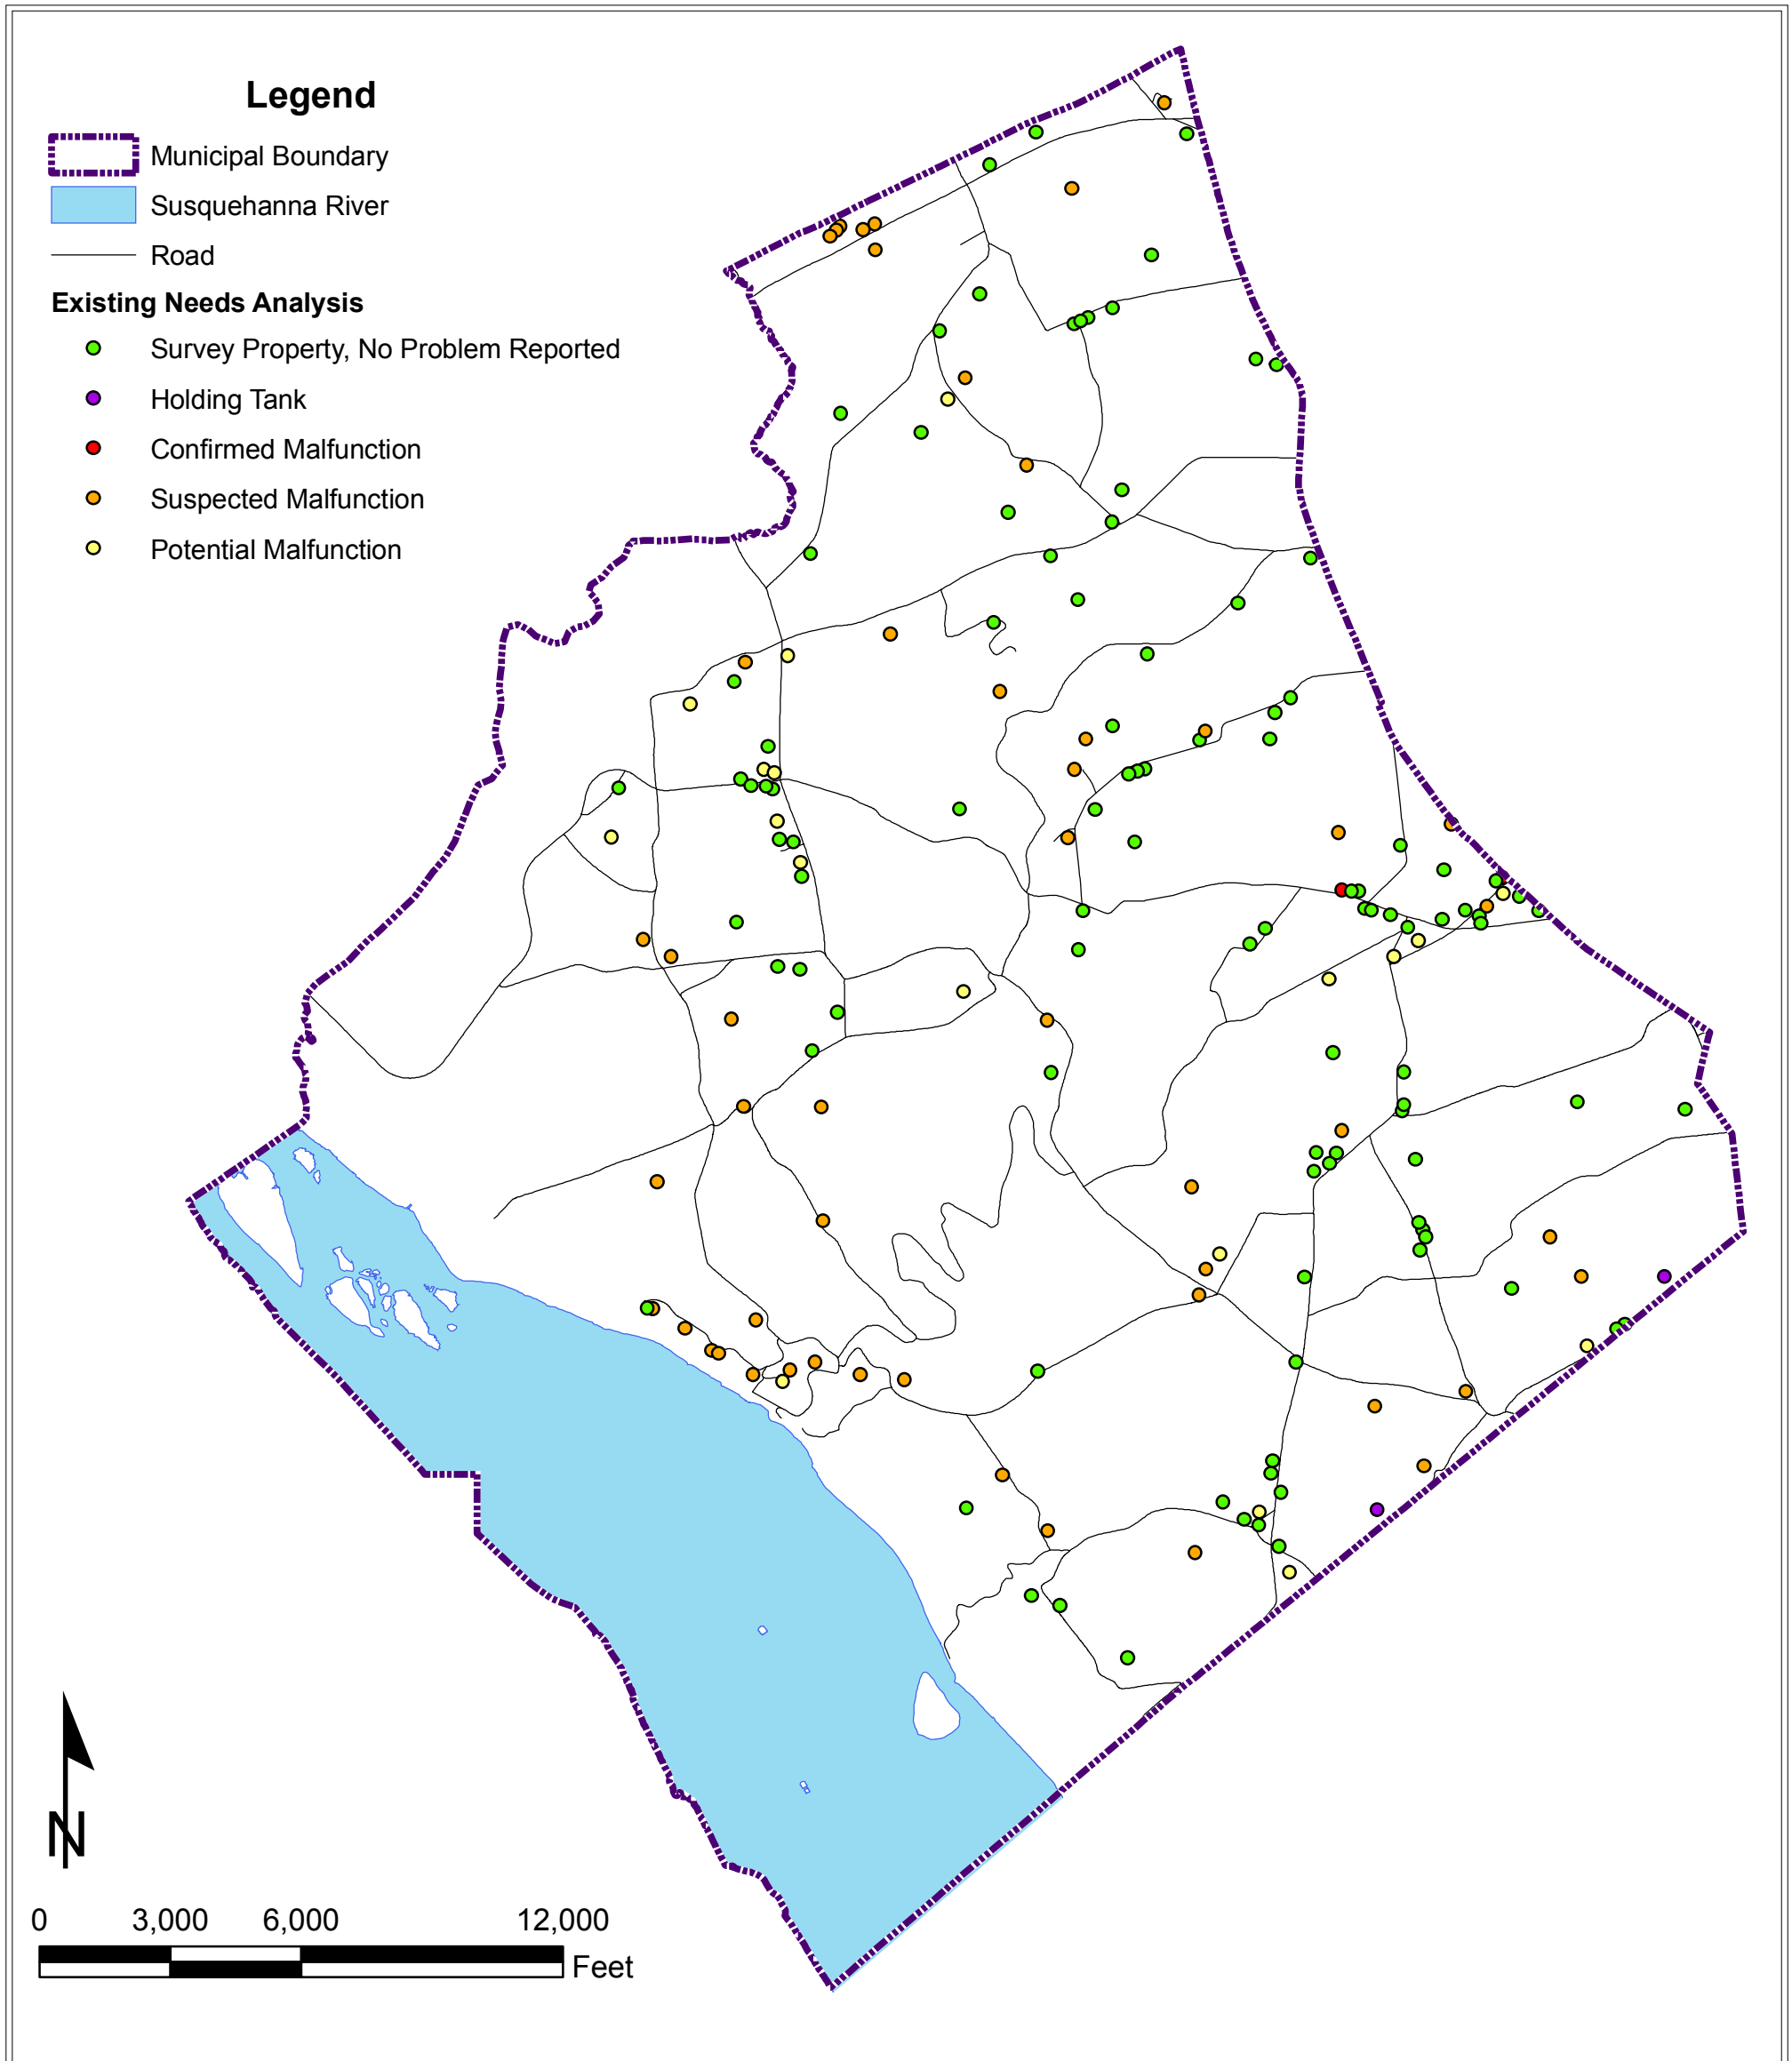 Legend
Municipal Boundary
Susquehanna River
Road
Existing Needs Analysis
Survey Property, No Problem Reported
Holding Tank
Confirmed Malfunction
Suspected Malfunction
Potential Malfunction
N
0 3,000 6,000 12,000
Feet